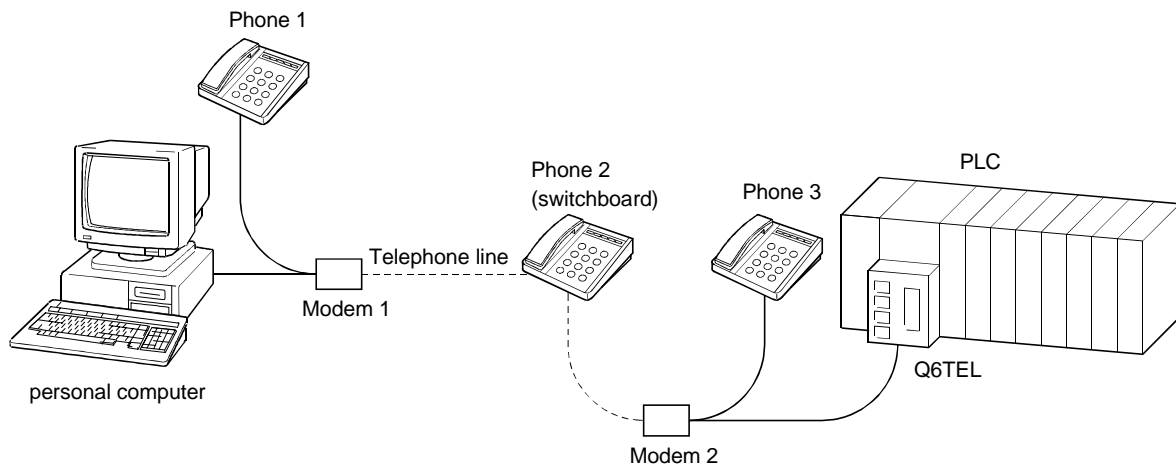 Phone 1
Phone 2
(switchboard)
Phone 3
PLC
Telephone line
Modem 1
Q6TEL
personal computer
Modem 2